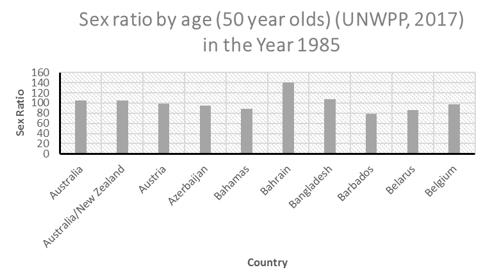 Sex ratio by age (50 year olds) (UNWPP, 2017)
in the Year 1985
Sex Ratio
160
140
120
100
80
60
40
20
0
Australia
Australia/New Zealand
Austria
Azerbaijan
Bahamas
Bahrain
Bangladesh
Barbados
Belarus
Belgium
Country